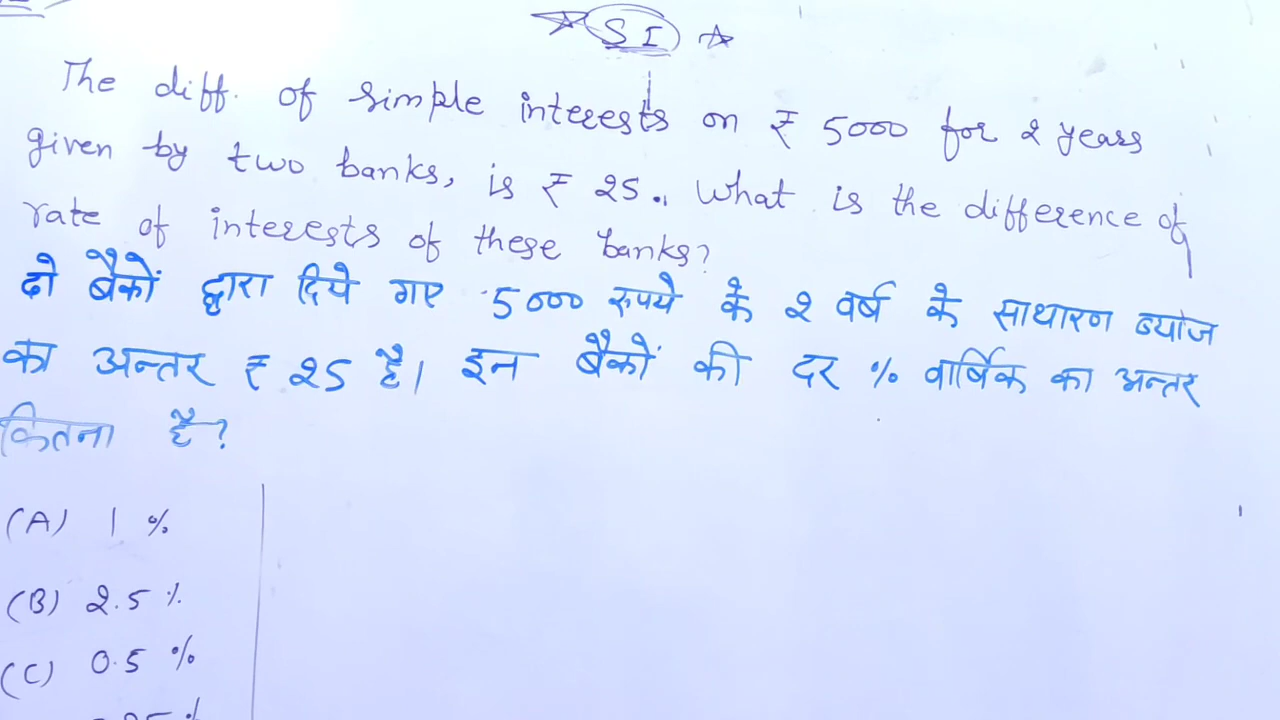 SI
The diff. of simple interests on ₹ 5000 for 2 years
given by two banks, is ₹ 25. What is the difference of
rate of interests of these banks?
दो बैंकों द्वारा दिये गए 5000 रुपये के 2 वर्ष के साधारण ब्याज
का अन्तर ₹ 25 है। इन बैंकों की दर % वार्षिक का अन्तर
कितना है?
(A) 1 %
(B) 2.5 %
(C) 0.5 %